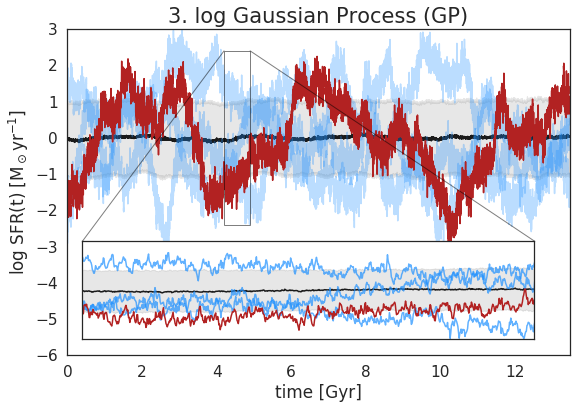 3. log Gaussian Process (GP)
3
2
1
0
−1
−2
−3
−4
−5
−6
log SFR(t) [M⊙yr⁻¹]
0 2 4 6 8 10 12
time [Gyr]